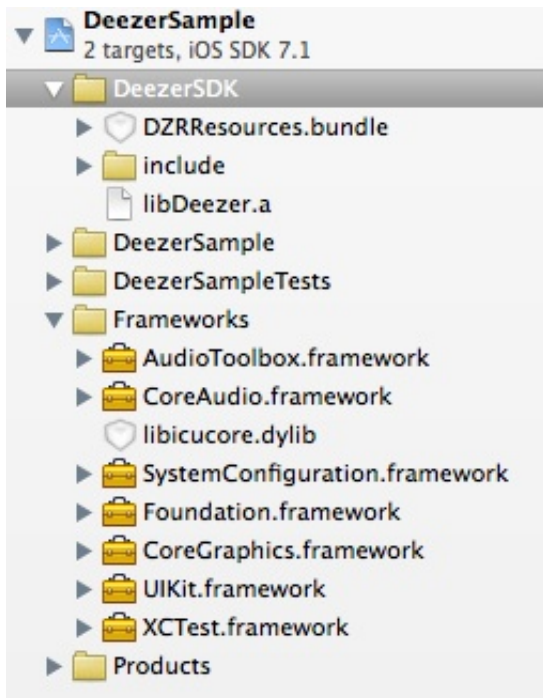 DeezerSample
2 targets, iOS SDK 7.1
DeezerSDK
DZRResources.bundle
include
libDeezer.a
DeezerSample
DeezerSampleTests
Frameworks
AudioToolbox.framework
CoreAudio.framework
libicucore.dylib
SystemConfiguration.framework
Foundation.framework
CoreGraphics.framework
UIKit.framework
XCTest.framework
Products